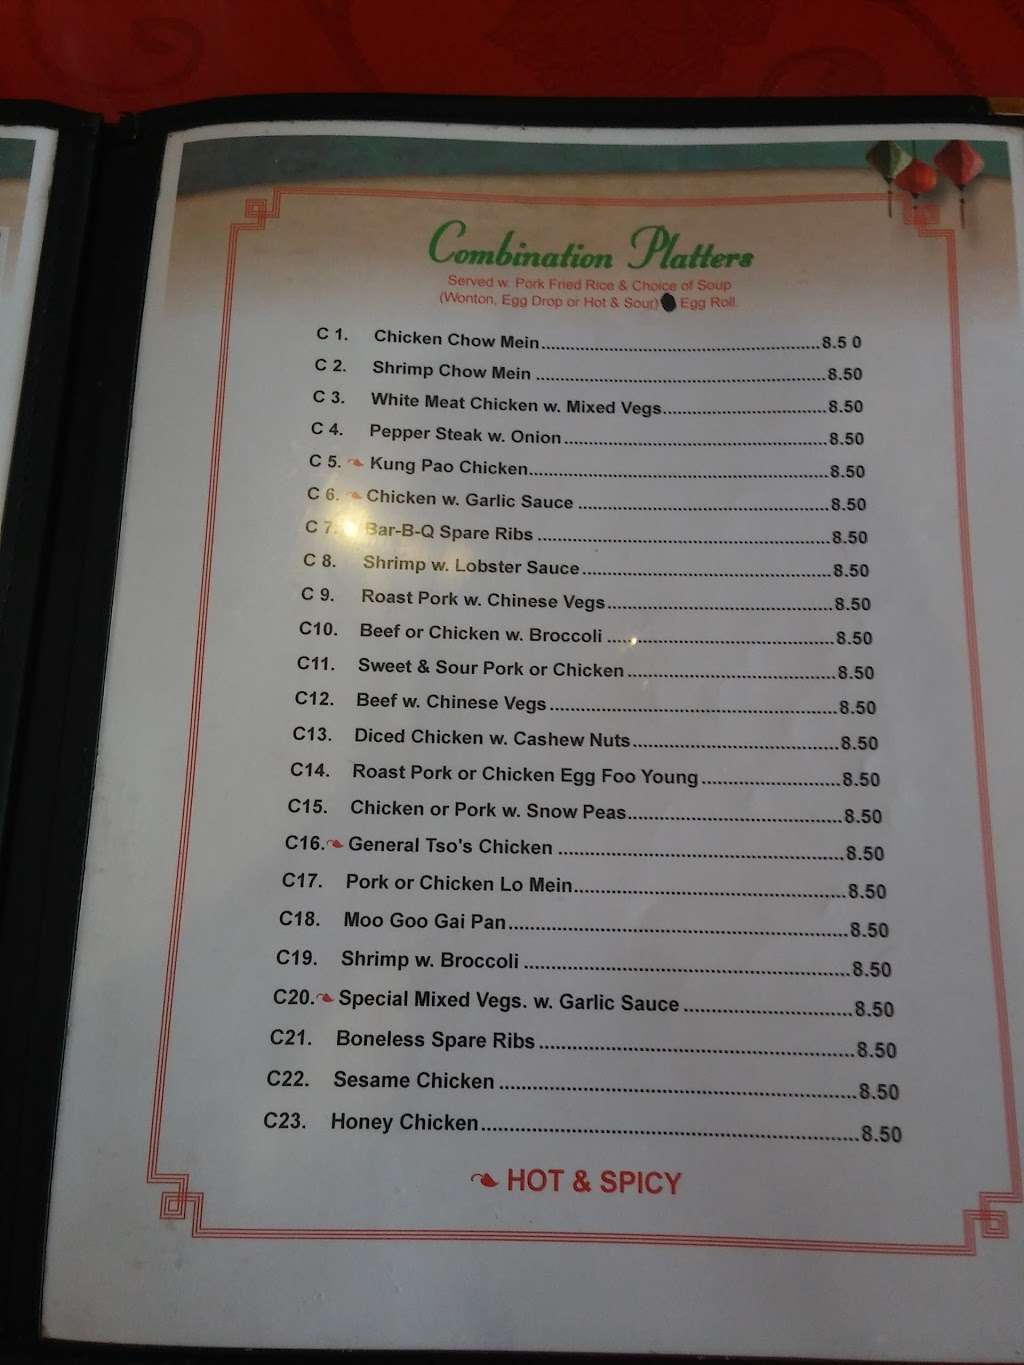 Combination Platters
Served w. Pork Fried Rice & Choice of Soup
(Wonton, Egg Drop or Hot & Sour) Egg Roll.
C 1. Chicken Chow Mein 8.5 0
C 2. Shrimp Chow Mein 8.50
C 3. White Meat Chicken w. Mixed Vegs 8.50
C 4. Pepper Steak w. Onion 8.50
C 5. Kung Pao Chicken 8.50
C 6. Chicken w. Garlic Sauce 8.50
C 7. Bar-B-Q Spare Ribs 8.50
C 8. Shrimp w. Lobster Sauce 8.50
C 9. Roast Pork w. Chinese Vegs 8.50
C10. Beef or Chicken w. Broccoli 8.50
C11. Sweet & Sour Pork or Chicken 8.50
C12. Beef w. Chinese Vegs 8.50
C13. Diced Chicken w. Cashew Nuts 8.50
C14. Roast Pork or Chicken Egg Foo Young 8.50
C15. Chicken or Pork w. Snow Peas 8.50
C16. General Tso's Chicken 8.50
C17. Pork or Chicken Lo Mein 8.50
C18. Moo Goo Gai Pan 8.50
C19. Shrimp w. Broccoli 8.50
C20. Special Mixed Vegs. w. Garlic Sauce 8.50
C21. Boneless Spare Ribs 8.50
C22. Sesame Chicken 8.50
C23. Honey Chicken 8.50
HOT & SPICY